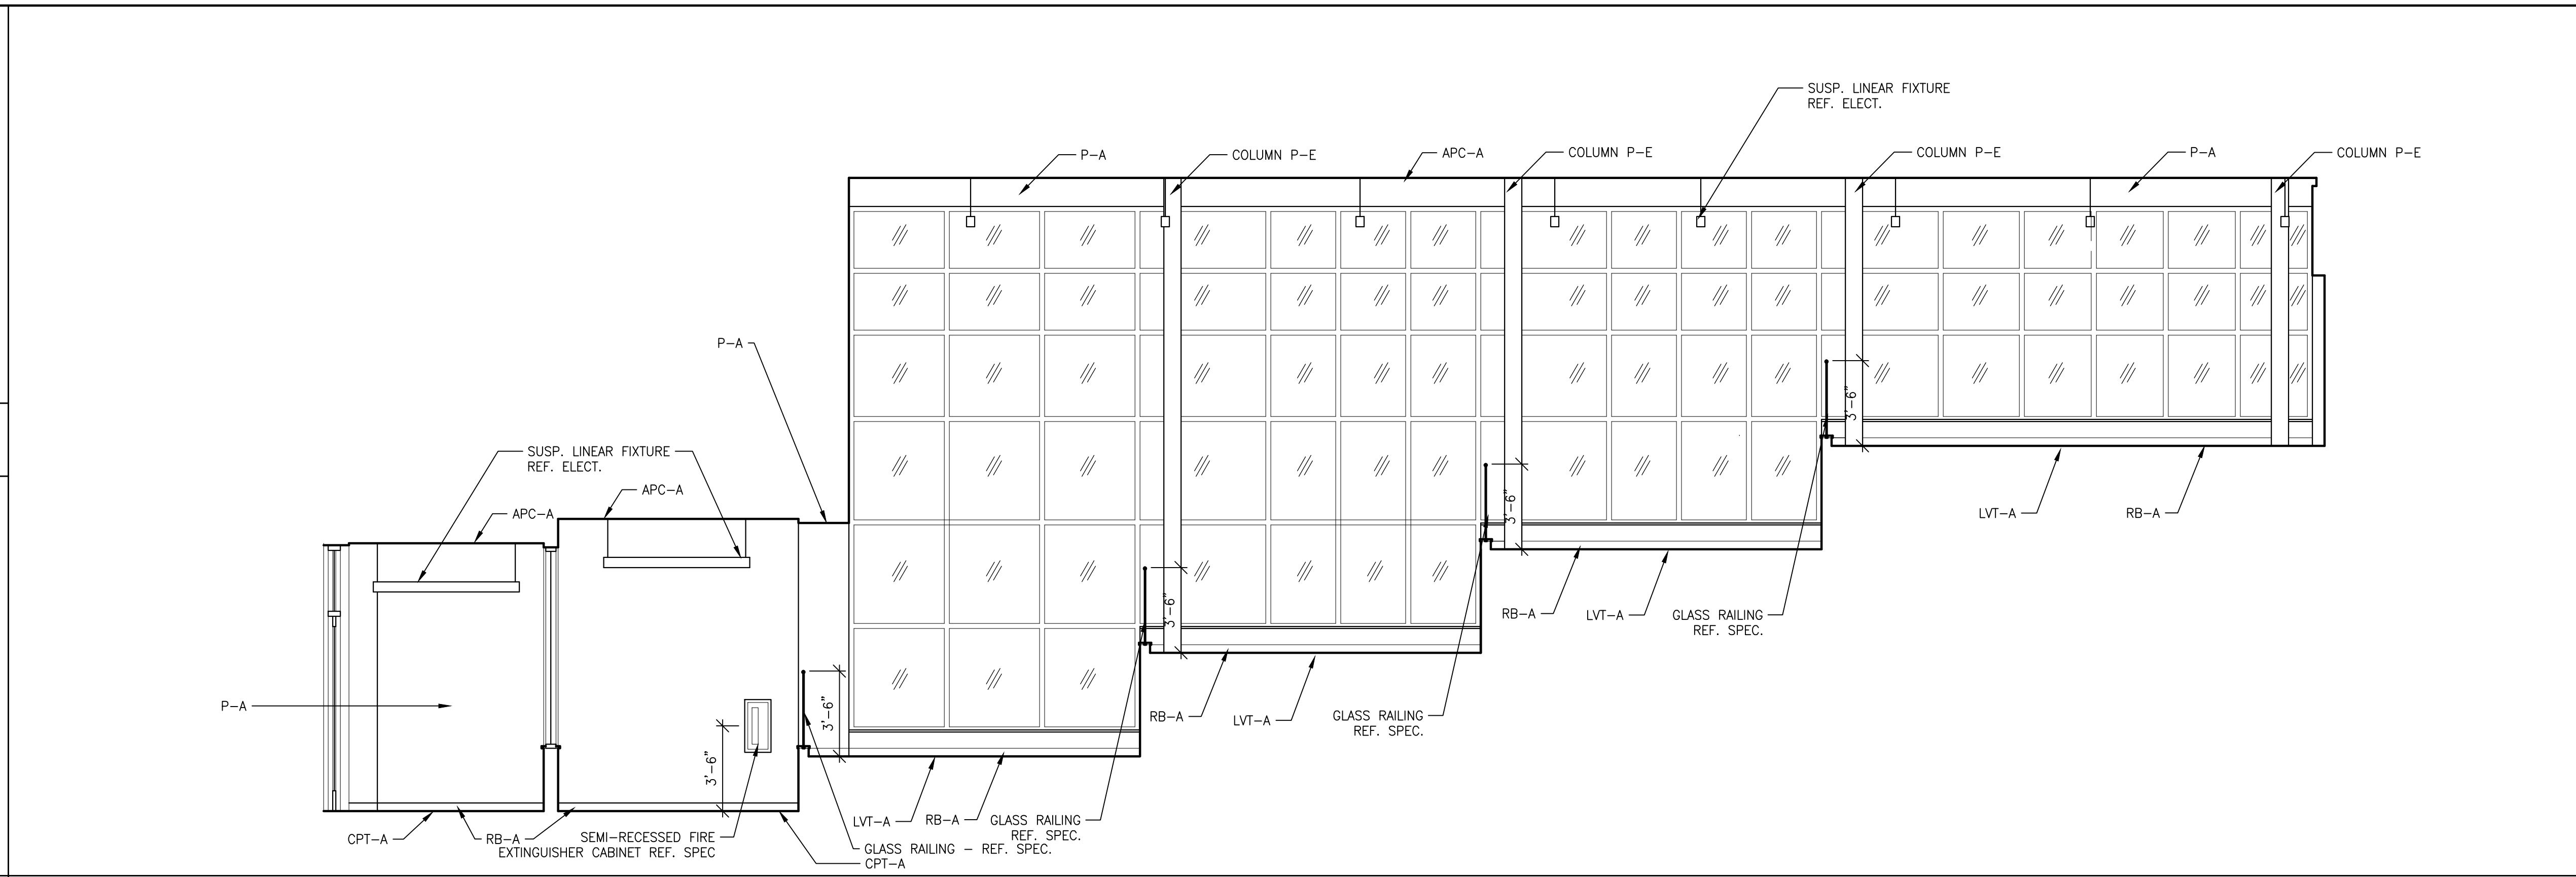 SUSP. LINEAR FIXTURE
REF. ELECT.
P-A
COLUMN P-E
APC-A
COLUMN P-E
COLUMN P-E
P-A
COLUMN P-E
P-A
SUSP. LINEAR FIXTURE
REF. ELECT.
APC-A
APC-A
3'-6"
3'-6"
3'-6"
3'-6"
3'-6"
LVT-A
RB-A
RB-A
LVT-A
GLASS RAILING
REF. SPEC.
P-A
RB-A
LVT-A
GLASS RAILING
REF. SPEC.
LVT-A
RB-A
GLASS RAILING
REF. SPEC.
CPT-A
RB-A
SEMI-RECESSED FIRE
EXTINGUISHER CABINET REF. SPEC
GLASS RAILING - REF. SPEC.
CPT-A